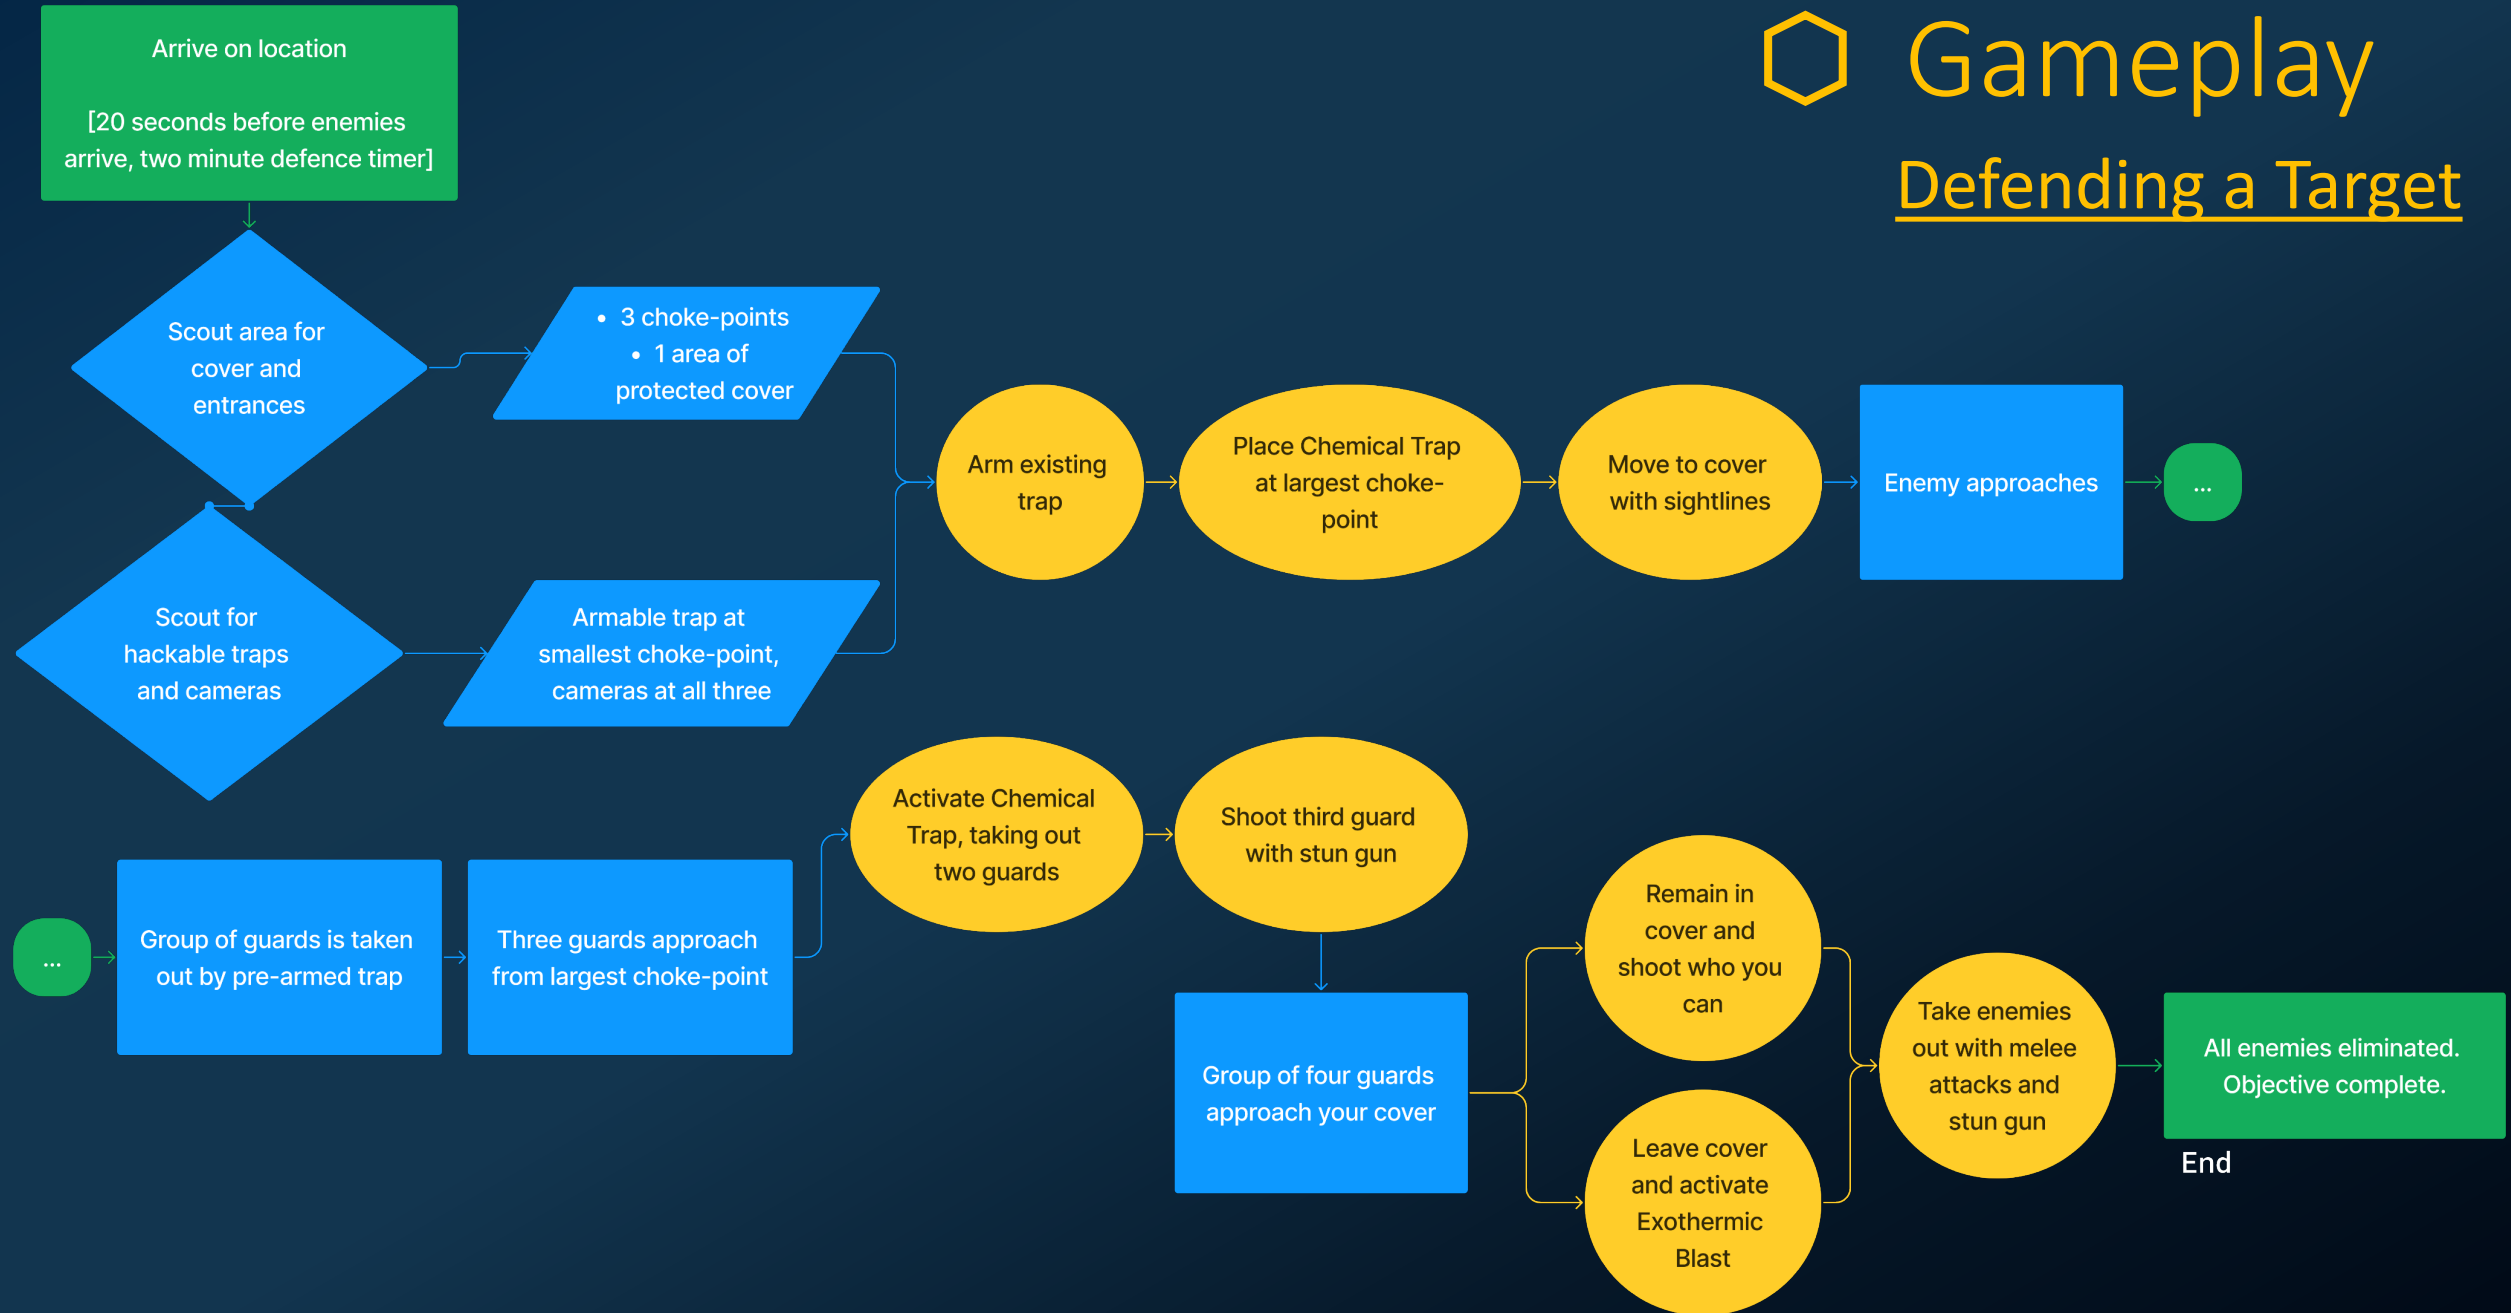 Gameplay
Defending a Target
Arrive on location
[20 seconds before enemies
arrive, two minute defence timer]
Scout area for
cover and
entrances
• 3 choke-points
• 1 area of
protected cover
Scout for
hackable traps
and cameras
Armable trap at
smallest choke-point,
cameras at all three
Arm existing
trap
Place Chemical Trap
at largest choke-
point
Move to cover
with sightlines
Enemy approaches
...
...
Group of guards is taken
out by pre-armed trap
Three guards approach
from largest choke-point
Activate Chemical
Trap, taking out
two guards
Shoot third guard
with stun gun
Group of four guards
approach your cover
Remain in
cover and
shoot who you
can
Leave cover
and activate
Exothermic
Blast
Take enemies
out with melee
attacks and
stun gun
All enemies eliminated.
Objective complete.
End